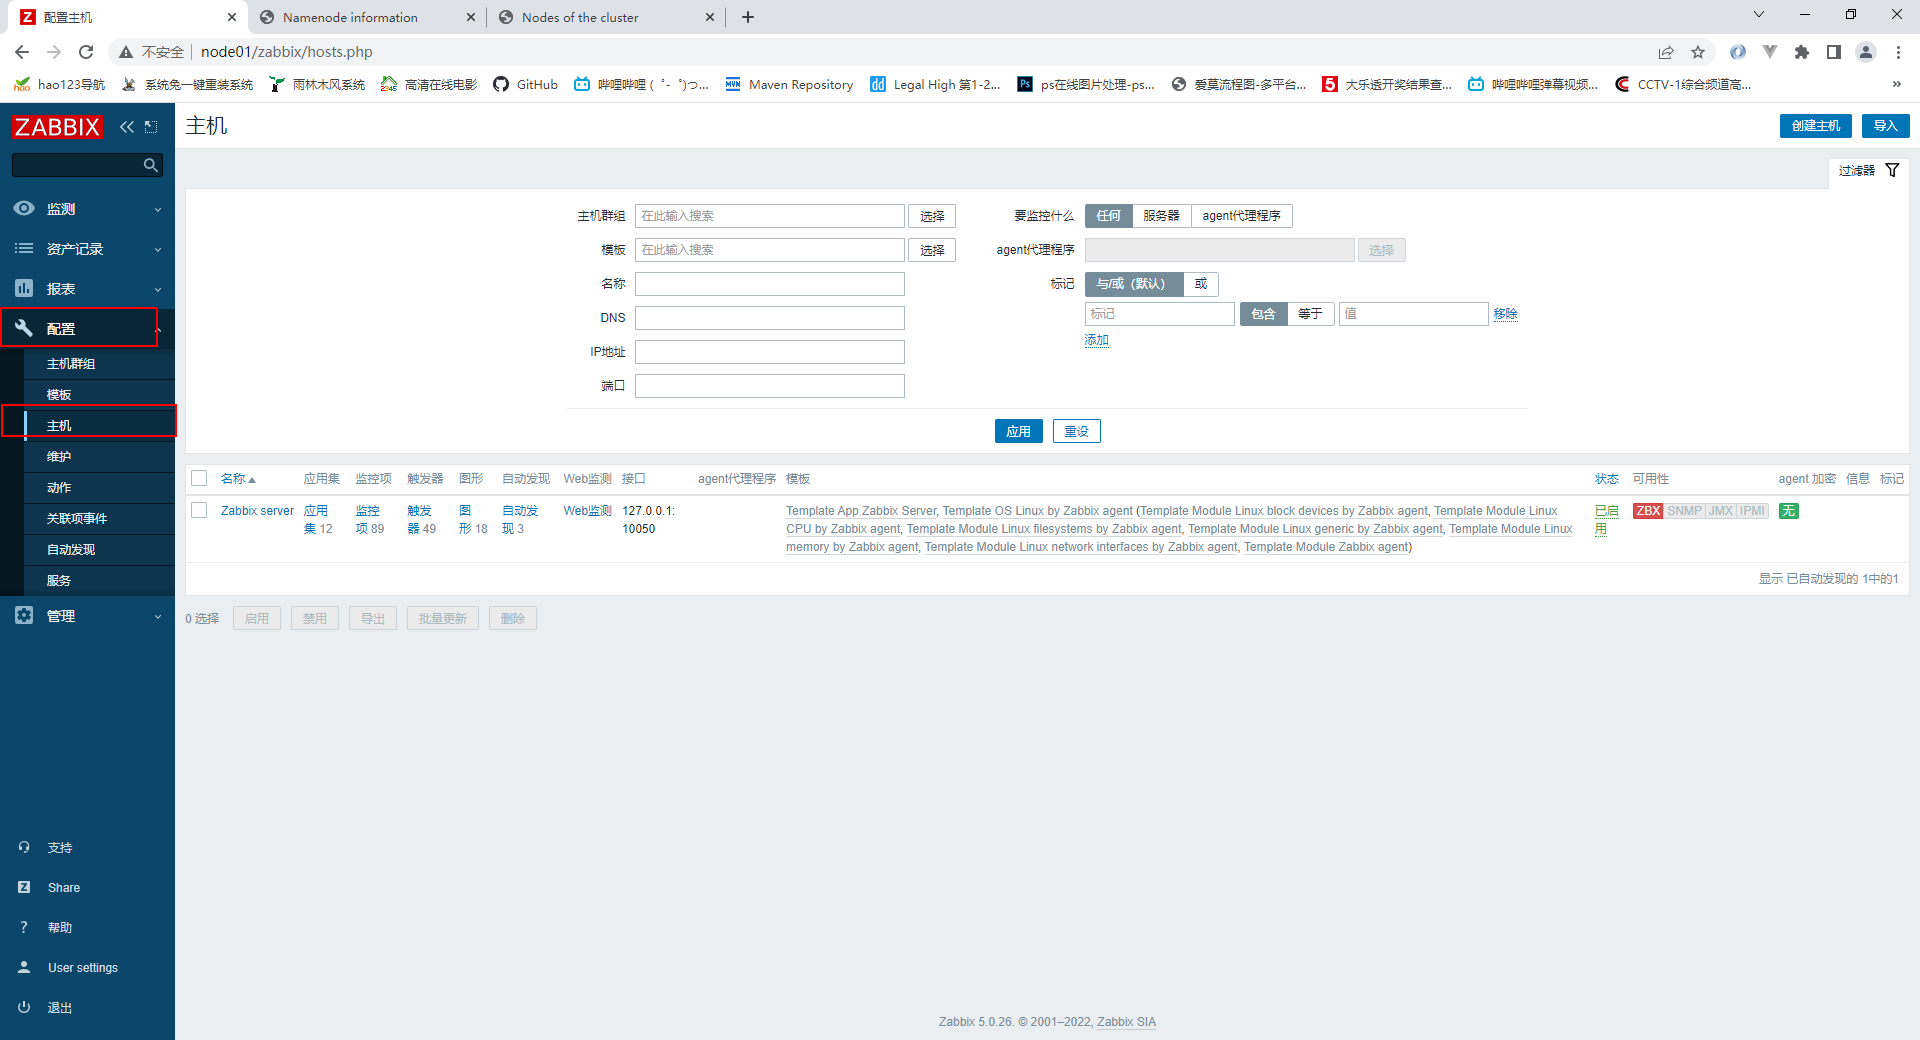 配置主机
Namenode information
Nodes of the cluster
不安全
node01/zabbix/hosts.php
hao123导航
系统兔一键重装系统
雨林木风系统
高清在线电影
GitHub
哔哩哔哩 (゜-゜)つ...
Maven Repository
Legal High 第1-2...
ps在线图片处理-ps...
爱莫流程图-多平台...
大乐透开奖结果查...
哔哩哔哩弹幕视频...
CCTV-1综合频道高...
ZABBIX
主机
创建主机
导入
过滤器
监测
资产记录
报表
配置
主机群组
模板
主机
维护
动作
关联项事件
自动发现
服务
管理
支持
Share
帮助
User settings
退出
主机群组 在此输入搜索 选择
模板 在此输入搜索 选择
名称
DNS
IP地址
端口
要监控什么 任何 服务器 agent代理程序
agent代理程序 选择
标记 与/或（默认） 或
标记 包含 等于 值 移除
添加
应用 重设
名称 应用集 监控项 触发器 图形 自动发现 Web监测 接口 agent代理程序 模板 状态 可用性 agent 加密 信息 标记
Zabbix server 应用集 12 监控项 89 触发器 49 图形 18 自动发现 3 Web监测 127.0.0.1:10050
Template App Zabbix Server, Template OS Linux by Zabbix agent (Template Module Linux block devices by Zabbix agent, Template Module Linux
CPU by Zabbix agent, Template Module Linux filesystems by Zabbix agent, Template Module Linux generic by Zabbix agent, Template Module Linux
memory by Zabbix agent, Template Module Linux network interfaces by Zabbix agent, Template Module Zabbix agent)
已启用
ZBX SNMP JMX IPMI
无
显示 已自动发现的 1中的1
0 选择 启用 禁用 导出 批量更新 删除
Zabbix 5.0.26. © 2001–2022, Zabbix SIA